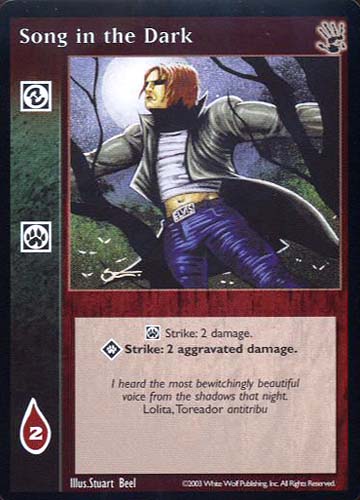 Song in the Dark
ELVIS
Strike: 2 damage.
Strike: 2 aggravated damage.
I heard the most bewitchingly beautiful
voice from the shadows that night.
Lolita, Toreador antitribu
2
Illus.Stuart Beel
©2003 White Wolf Publishing, Inc. All Rights Reserved.